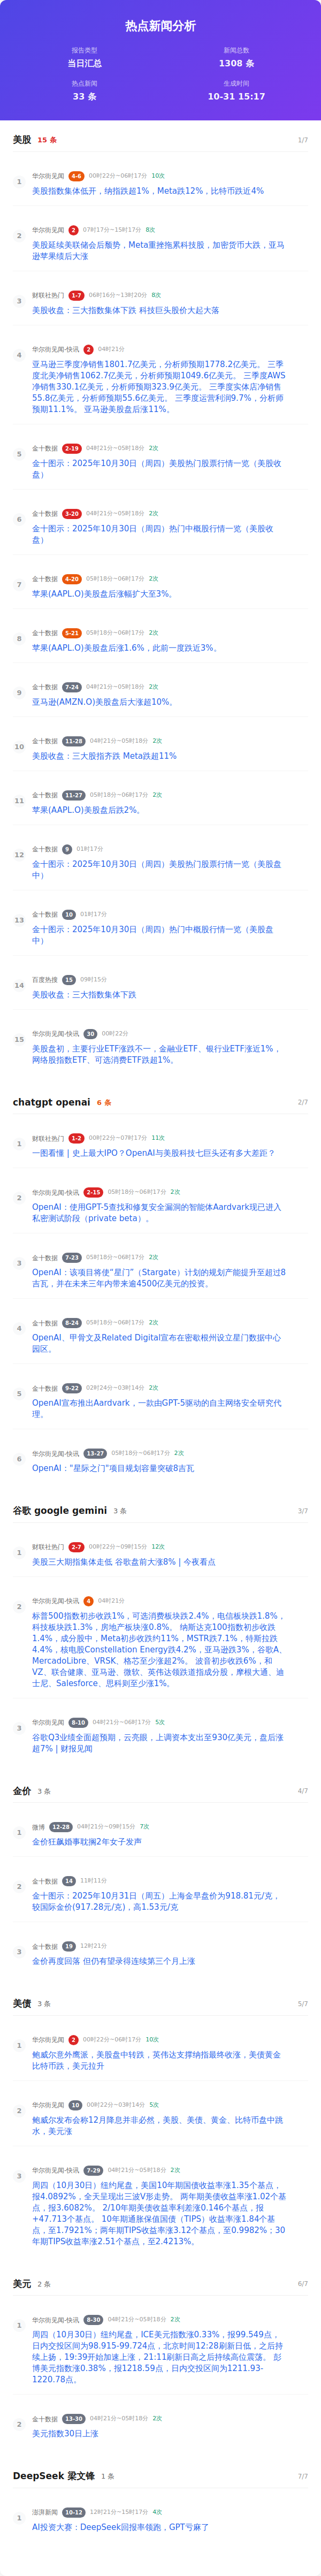 热点新闻分析
报告类型
新闻总数
当日汇总
1308 条
热点新闻
生成时间
33 条
10-31 15:17
美股 15 条 1/7
1
华尔街见闻 4-6 00时22分~06时17分 10次
美股指数集体低开，纳指跌超1%，Meta跌12%，比特币跌近4%
2
华尔街见闻 2 07时17分~15时17分 8次
美股延续美联储会后颓势，Meta重挫拖累科技股，加密货币大跌，亚马
逊苹果绩后大涨
3
财联社热门 1-7 06时16分~13时20分 8次
美股收盘：三大指数集体下跌 科技巨头股价大起大落
4
华尔街见闻-快讯 2 04时21分
亚马逊三季度净销售1801.7亿美元，分析师预期1778.2亿美元。 三季
度北美净销售1062.7亿美元，分析师预期1049.6亿美元。 三季度AWS
净销售330.1亿美元，分析师预期323.9亿美元。 三季度实体店净销售
55.8亿美元，分析师预期55.6亿美元。 三季度运营利润9.7%，分析师
预期11.1%。 亚马逊美股盘后涨11%。
5
金十数据 2-19 04时21分~05时18分 2次
金十图示：2025年10月30日（周四）美股热门股票行情一览（美股收
盘）
6
金十数据 3-20 04时21分~05时18分 2次
金十图示：2025年10月30日（周四）热门中概股行情一览（美股收
盘）
7
金十数据 4-20 05时18分~06时17分 2次
苹果(AAPL.O)美股盘后涨幅扩大至3%。
8
金十数据 5-21 05时18分~06时17分 2次
苹果(AAPL.O)美股盘后涨1.6%，此前一度跌近3%。
9
金十数据 7-24 04时21分~05时18分 2次
亚马逊(AMZN.O)美股盘后大涨超10%。
10
金十数据 11-28 04时21分~05时18分 2次
美股收盘：三大股指齐跌 Meta跌超11%
11
金十数据 11-27 05时18分~06时17分 2次
苹果(AAPL.O)美股盘后跌2%。
12
金十数据 9 01时17分
金十图示：2025年10月30日（周四）美股热门股票行情一览（美股盘
中）
13
金十数据 10 01时17分
金十图示：2025年10月30日（周四）热门中概股行情一览（美股盘
中）
14
百度热搜 15 09时15分
美股收盘：三大指数集体下跌
15
华尔街见闻-快讯 30 00时22分
美股盘初，主要行业ETF涨跌不一，金融业ETF、银行业ETF涨近1%，
网络股指数ETF、可选消费ETF跌超1%。
chatgpt openai 6 条 2/7
1
财联社热门 1-2 00时22分~07时17分 11次
一图看懂 | 史上最大IPO？OpenAI与美股科技七巨头还有多大差距？
2
华尔街见闻-快讯 2-15 05时18分~06时17分 2次
OpenAI：使用GPT-5查找和修复安全漏洞的智能体Aardvark现已进入
私密测试阶段（private beta）。
3
金十数据 7-23 05时18分~06时17分 2次
OpenAI：该项目将使“星门”（Stargate）计划的规划产能提升至超过8
吉瓦，并在未来三年内带来逾4500亿美元的投资。
4
金十数据 8-24 05时18分~06时17分 2次
OpenAI、甲骨文及Related Digital宣布在密歇根州设立星门数据中心
园区。
5
金十数据 9-22 02时24分~03时14分 2次
OpenAI宣布推出Aardvark，一款由GPT-5驱动的自主网络安全研究代
理。
6
华尔街见闻-快讯 13-27 05时18分~06时17分 2次
OpenAI："星际之门"项目规划容量突破8吉瓦
谷歌 google gemini 3 条 3/7
1
财联社热门 2-7 00时22分~09时15分 12次
美股三大期指集体走低 谷歌盘前大涨8% | 今夜看点
2
华尔街见闻-快讯 4 04时21分
标普500指数初步收跌1%，可选消费板块跌2.4%，电信板块跌1.8%，
科技板块跌1.3%，房地产板块涨0.8%。 纳斯达克100指数初步收跌
1.4%，成分股中，Meta初步收跌约11%，MSTR跌7.1%，特斯拉跌
4.4%，核电股Constellation Energy跌4.2%，亚马逊跌3%，谷歌A、
MercadoLibre、VRSK、格芯至少涨超2%。 波音初步收跌6%，和
VZ、联合健康、亚马逊、微软、英伟达领跌道指成分股，摩根大通、迪
士尼、Salesforce、思科则至少涨1%。
3
华尔街见闻 8-10 04时21分~06时17分 5次
谷歌Q3业绩全面超预期，云亮眼，上调资本支出至930亿美元，盘后涨
超7% | 财报见闻
金价 3 条 4/7
1
微博 12-28 04时21分~09时15分 7次
金价狂飙婚事耽搁2年女子发声
2
金十数据 14 11时11分
金十图示：2025年10月31日（周五）上海金早盘价为918.81元/克，
较国际金价(917.28元/克)，高1.53元/克
3
金十数据 19 12时21分
金价再度回落 但仍有望录得连续第三个月上涨
美债 3 条 5/7
1
华尔街见闻 2 00时22分~06时17分 10次
鲍威尔意外鹰派，美股盘中转跌，英伟达支撑纳指最终收涨，美债黄金
比特币跌，美元拉升
2
华尔街见闻 10 00时22分~03时14分 5次
鲍威尔发布会称12月降息并非必然，美股、美债、黄金、比特币盘中跳
水，美元涨
3
华尔街见闻-快讯 7-29 04时21分~05时18分 2次
周四（10月30日）纽约尾盘，美国10年期国债收益率涨1.35个基点，
报4.0892%，全天呈现出三波V形走势。 两年期美债收益率涨1.02个基
点，报3.6082%。 2/10年期美债收益率利差涨0.146个基点，报
+47.713个基点。 10年期通胀保值国债（TIPS）收益率涨1.84个基
点，至1.7921%；两年期TIPS收益率涨3.12个基点，至0.9982%；30
年期TIPS收益率涨2.51个基点，至2.4213%。
美元 2 条 6/7
1
华尔街见闻-快讯 8-30 04时21分~05时18分 2次
周四（10月30日）纽约尾盘，ICE美元指数涨0.33%，报99.549点，
日内交投区间为98.915-99.724点，北京时间12:28刷新日低，之后持
续上扬，19:39开始加速上涨，21:11刷新日高之后持续高位震荡。 彭
博美元指数涨0.38%，报1218.59点，日内交投区间为1211.93-
1220.78点。
2
金十数据 13-30 04时21分~05时18分 2次
美元指数30日上涨
DeepSeek 梁文锋 1 条 7/7
1
澎湃新闻 10-12 12时21分~15时17分 4次
AI投资大赛：DeepSeek回报率领跑，GPT亏麻了